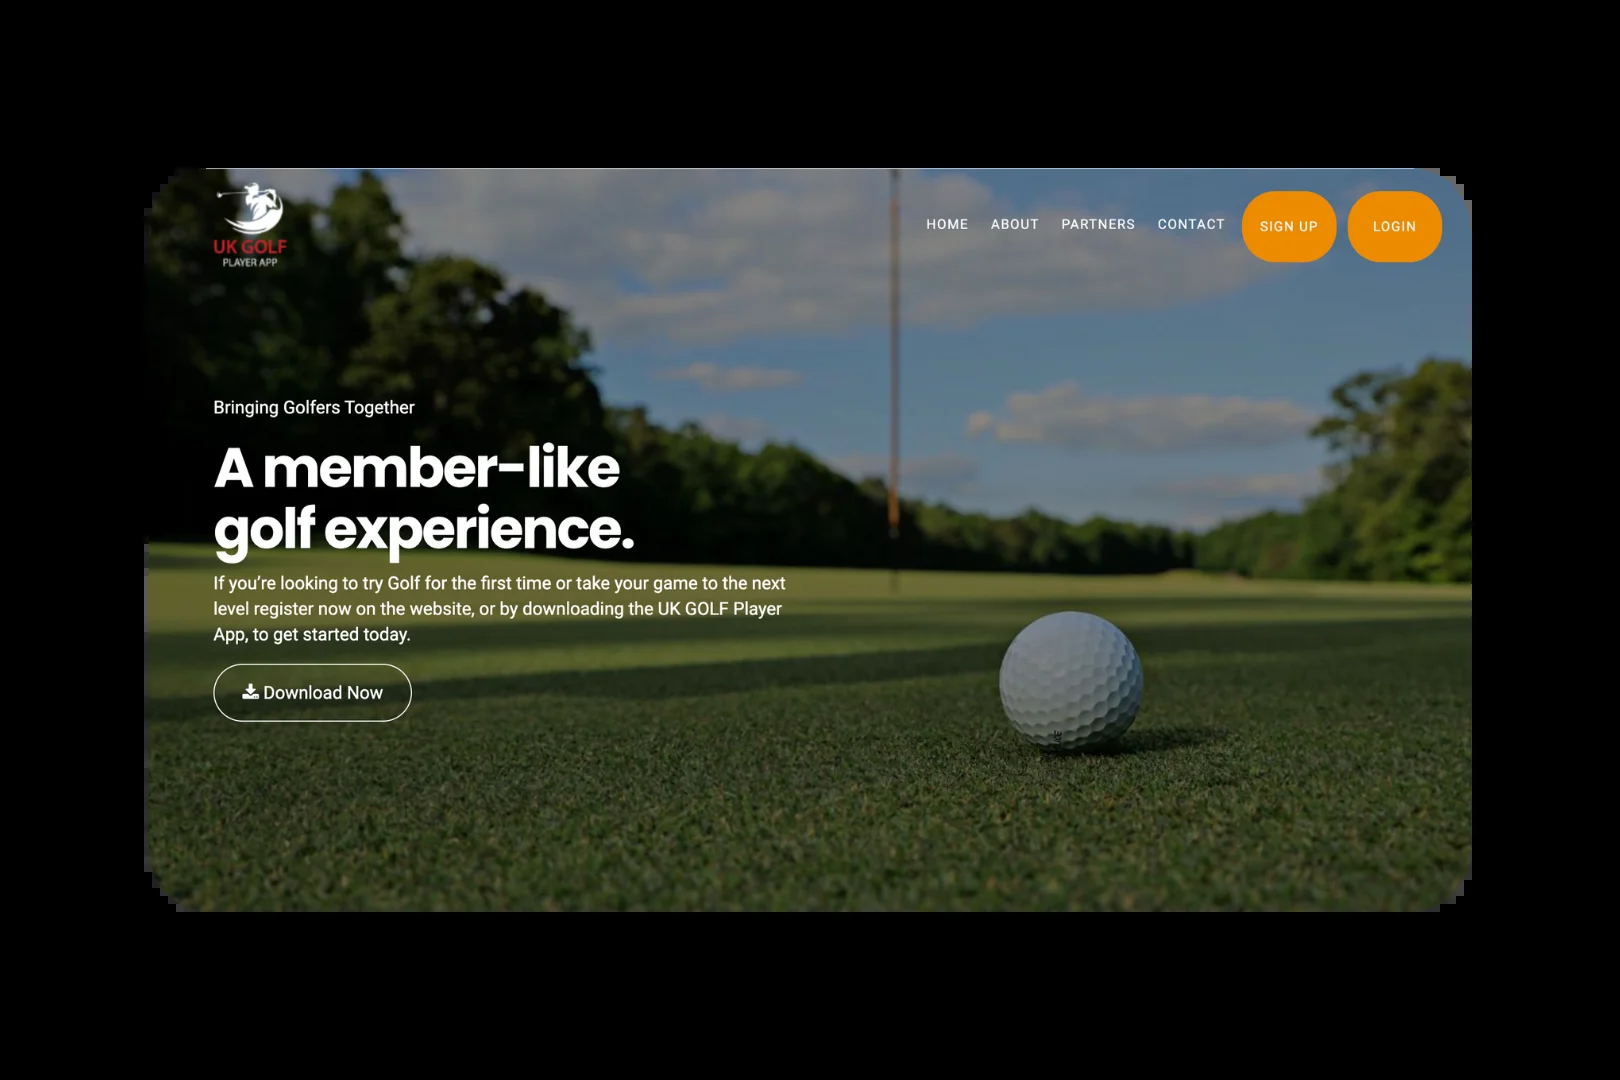 UK GOLF
PLAYER APP
HOME ABOUT PARTNERS CONTACT SIGN UP LOGIN
Bringing Golfers Together
A member-like
golf experience.
If you’re looking to try Golf for the first time or take your game to the next
level register now on the website, or by downloading the UK GOLF Player
App, to get started today.
Download Now